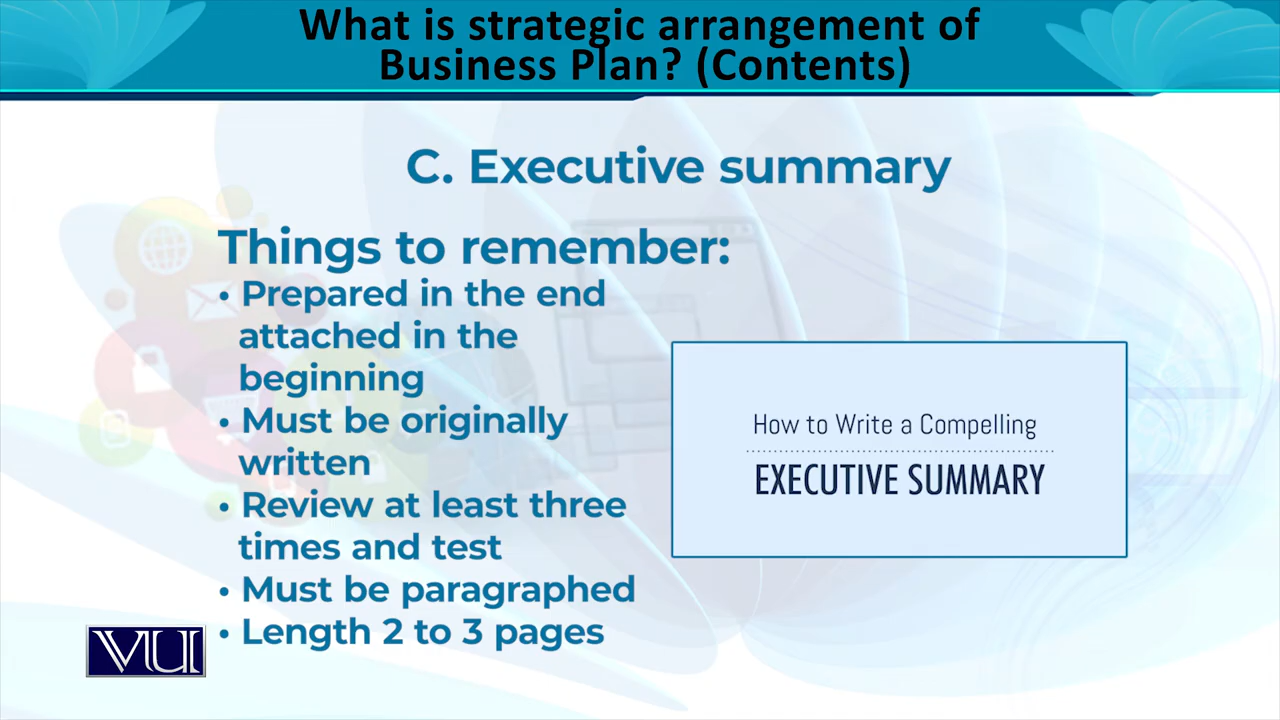 What is strategic arrangement of
Business Plan? (Contents)
C. Executive summary
Things to remember:
• Prepared in the end
attached in the
beginning
• Must be originally
written
• Review at least three
times and test
• Must be paragraphed
• Length 2 to 3 pages
How to Write a Compelling
EXECUTIVE SUMMARY
VU